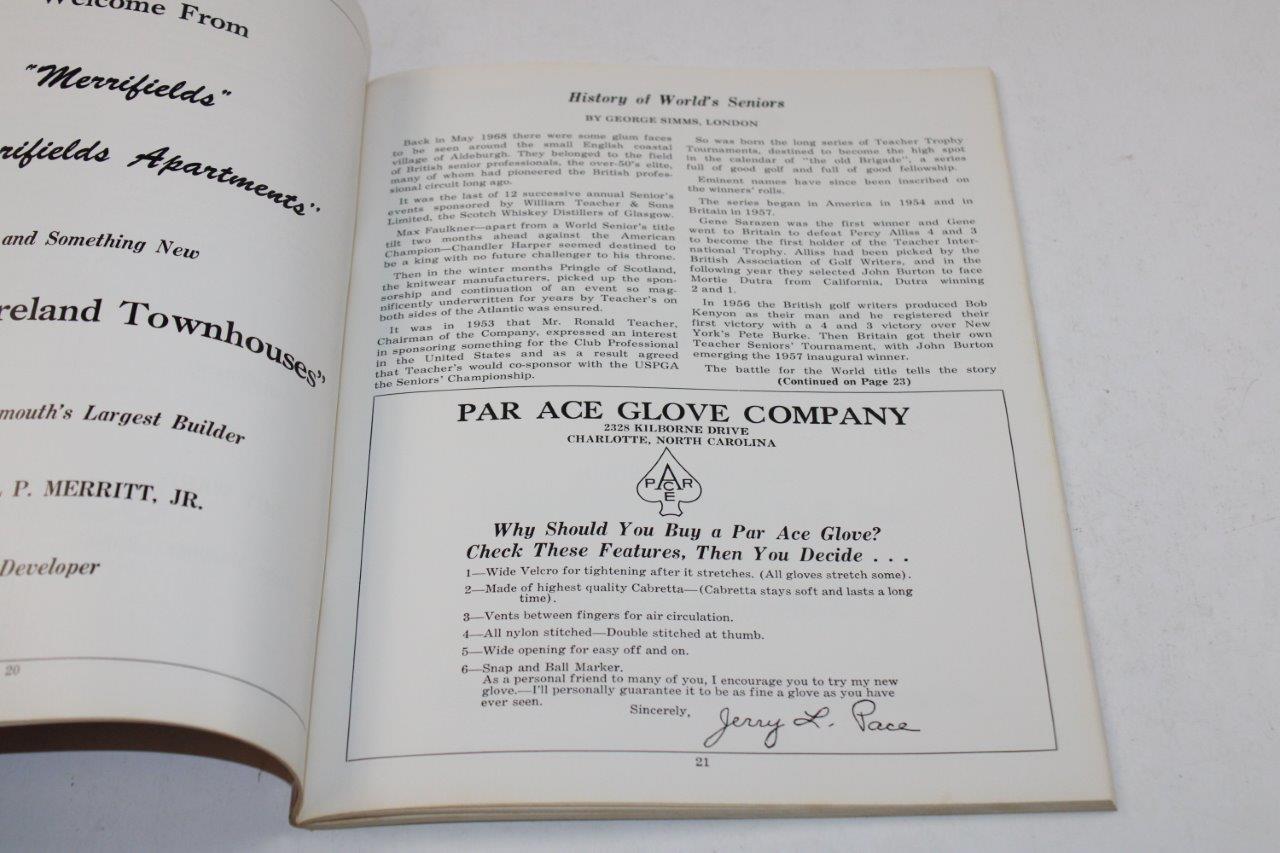 Welcome From
"Merrifields"
rifields Apartments"
and Something New
reland Townhouses"
mouth's Largest Builder
P. MERRITT, JR.
Developer
20
History of World's Seniors
BY GEORGE SIMMS, LONDON
Back in May 1968 there were some glum faces
to be seen around the small English coastal
village of Aldeburgh. They belonged to the field
of British senior professionals, the over-50's elite,
many of whom had pioneered the British profes-
sional circuit long ago.
It was the last of 12 successive annual Senior's
events sponsored by William Teacher & Sons
Limited, the Scotch Whiskey Distillers of Glasgow.
Max Faulkner—apart from a World Senior's title
tilt two months ahead against the American
Champion—Chandler Harper seemed destined to
be a king with no future challenger to his throne.
Then in the winter months Pringle of Scotland,
the knitwear manufacturers, picked up the spon-
sorship and continuation of an event so mag-
nificently underwritten for years by Teacher's on
both sides of the Atlantic was ensured.
It was in 1953 that Mr. Ronald Teacher,
Chairman of the Company, expressed an interest
in sponsoring something for the Club Professional
in the United States and as a result agreed
that Teacher's would co-sponsor with the USPGA
the Seniors' Championship.
So was born the long series of Teacher Trophy
Tournaments, destined to become the high spot
in the calendar of "the old Brigade", a series
full of good golf and full of good fellowship.
Eminent names have since been inscribed on
the winners' rolls.
The series began in America in 1954 and in
Britain in 1957.
Gene Sarazen was the first winner and Gene
went to Britain to defeat Percy Alliss 4 and 3
to become the first holder of the Teacher Inter-
national Trophy. Alliss had been picked by the
British Association of Golf Writers, and in the
following year they selected John Burton to face
Mortie Dutra from California, Dutra winning
2 and 1.
In 1956 the British golf writers produced Bob
Kenyon as their man and he registered their
first victory with a 4 and 3 victory over New
York's Pete Burke. Then Britain got their own
Teacher Seniors' Tournament, with John Burton
emerging the 1957 inaugural winner.
The battle for the World title tells the story
(Continued on Page 23)
PAR ACE GLOVE COMPANY
2328 KILBORNE DRIVE
CHARLOTTE, NORTH CAROLINA
PAR
ACE
Why Should You Buy a Par Ace Glove?
Check These Features, Then You Decide . . .
1—Wide Velcro for tightening after it stretches. (All gloves stretch some).
2—Made of highest quality Cabretta—(Cabretta stays soft and lasts a long
time).
3—Vents between fingers for air circulation.
4—All nylon stitched—Double stitched at thumb.
5—Wide opening for easy off and on.
6—Snap and Ball Marker.
As a personal friend to many of you, I encourage you to try my new
glove.—I'll personally guarantee it to be as fine a glove as you have
ever seen.
Sincerely,
Jerry L. Pace
21